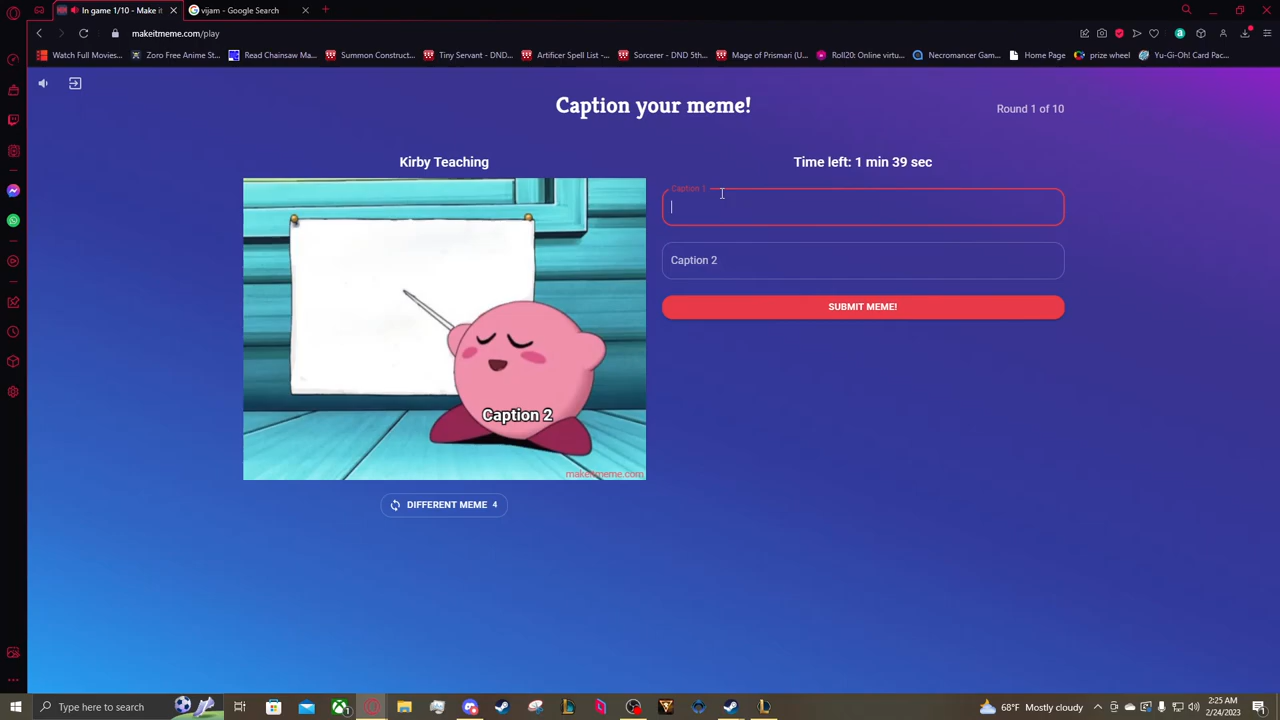 In game 1/10 - Make it
vijam - Google Search
makeitmeme.com/play
Watch Full Movies...
Zoro Free Anime St...
Read Chainsaw Ma...
Summon Construct...
Tiny Servant - DND...
Artificer Spell List -...
Sorcerer - DND 5th...
Mage of Prismari (U...
Roll20: Online virtu...
Necromancer Gener...
Home Page
prize wheel
Yu-Gi-Oh! Card Pac...
Caption your meme!
Round 1 of 10
Kirby Teaching
Time left: 1 min 39 sec
Caption 1
Caption 2
SUBMIT MEME!
Caption 2
makeitmeme.com
DIFFERENT MEME 4
Type here to search
68°F Mostly cloudy
2:25 AM
2/24/2023